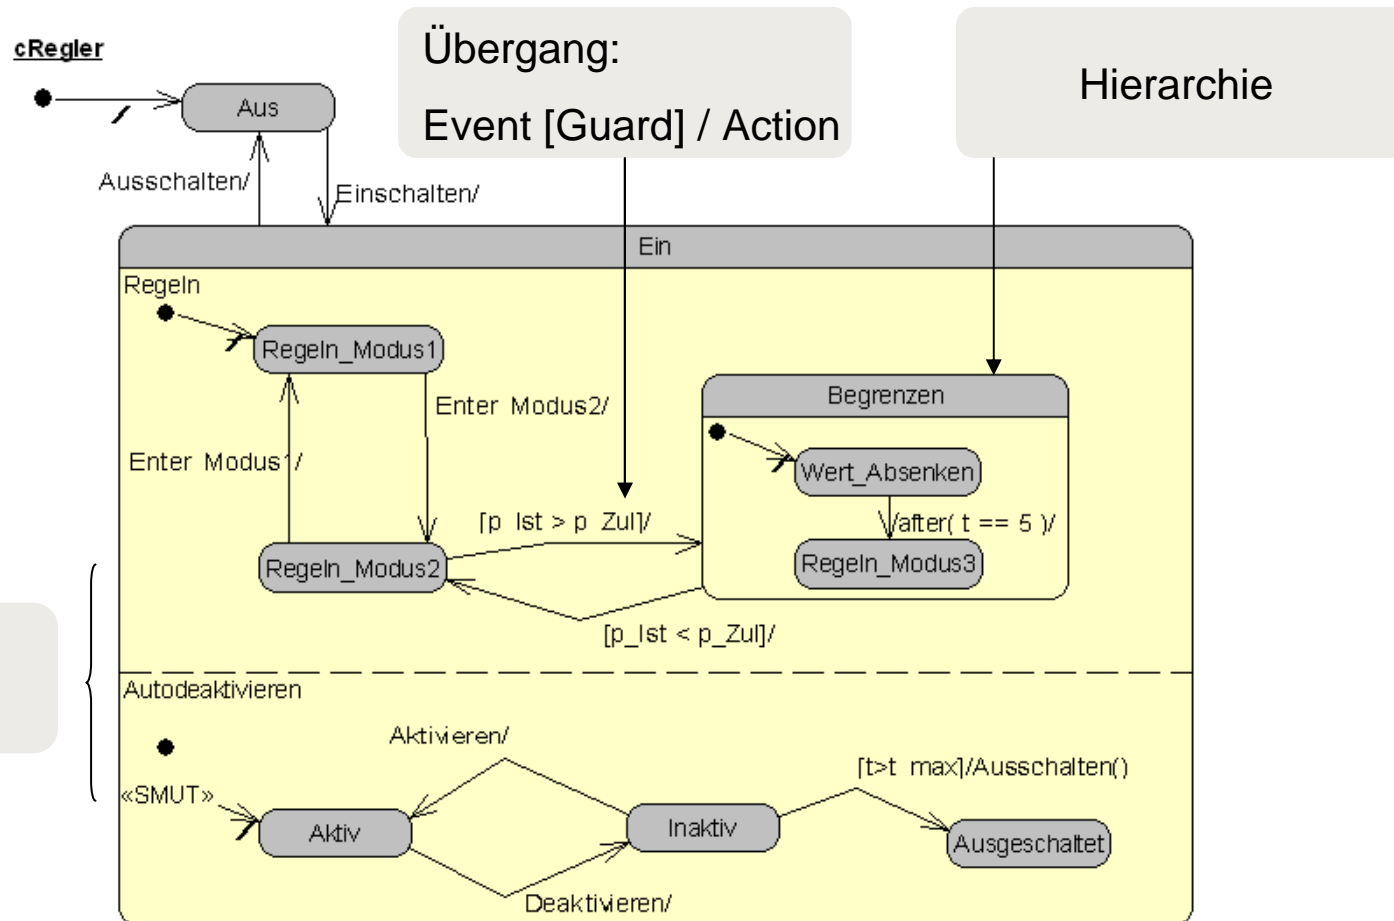 cRegler
Übergang:
Event [Guard] / Action
Hierarchie
Aus
Ausschalten/
Einschalten/
Ein
Regeln
Regeln_Modus1
Enter Modus2/
Enter Modus1/
Begrenzen
Wert_Absenken
after( t == 5 )/
Regeln_Modus3
[p_Ist > p_Zul]/
Regeln_Modus2
[p_Ist < p_Zul]/
Autodeaktivieren
Aktivieren/
[t>t_max]/Ausschalten()
«SMUT»
Aktiv
Inaktiv
Ausgeschaltet
Deaktivieren/